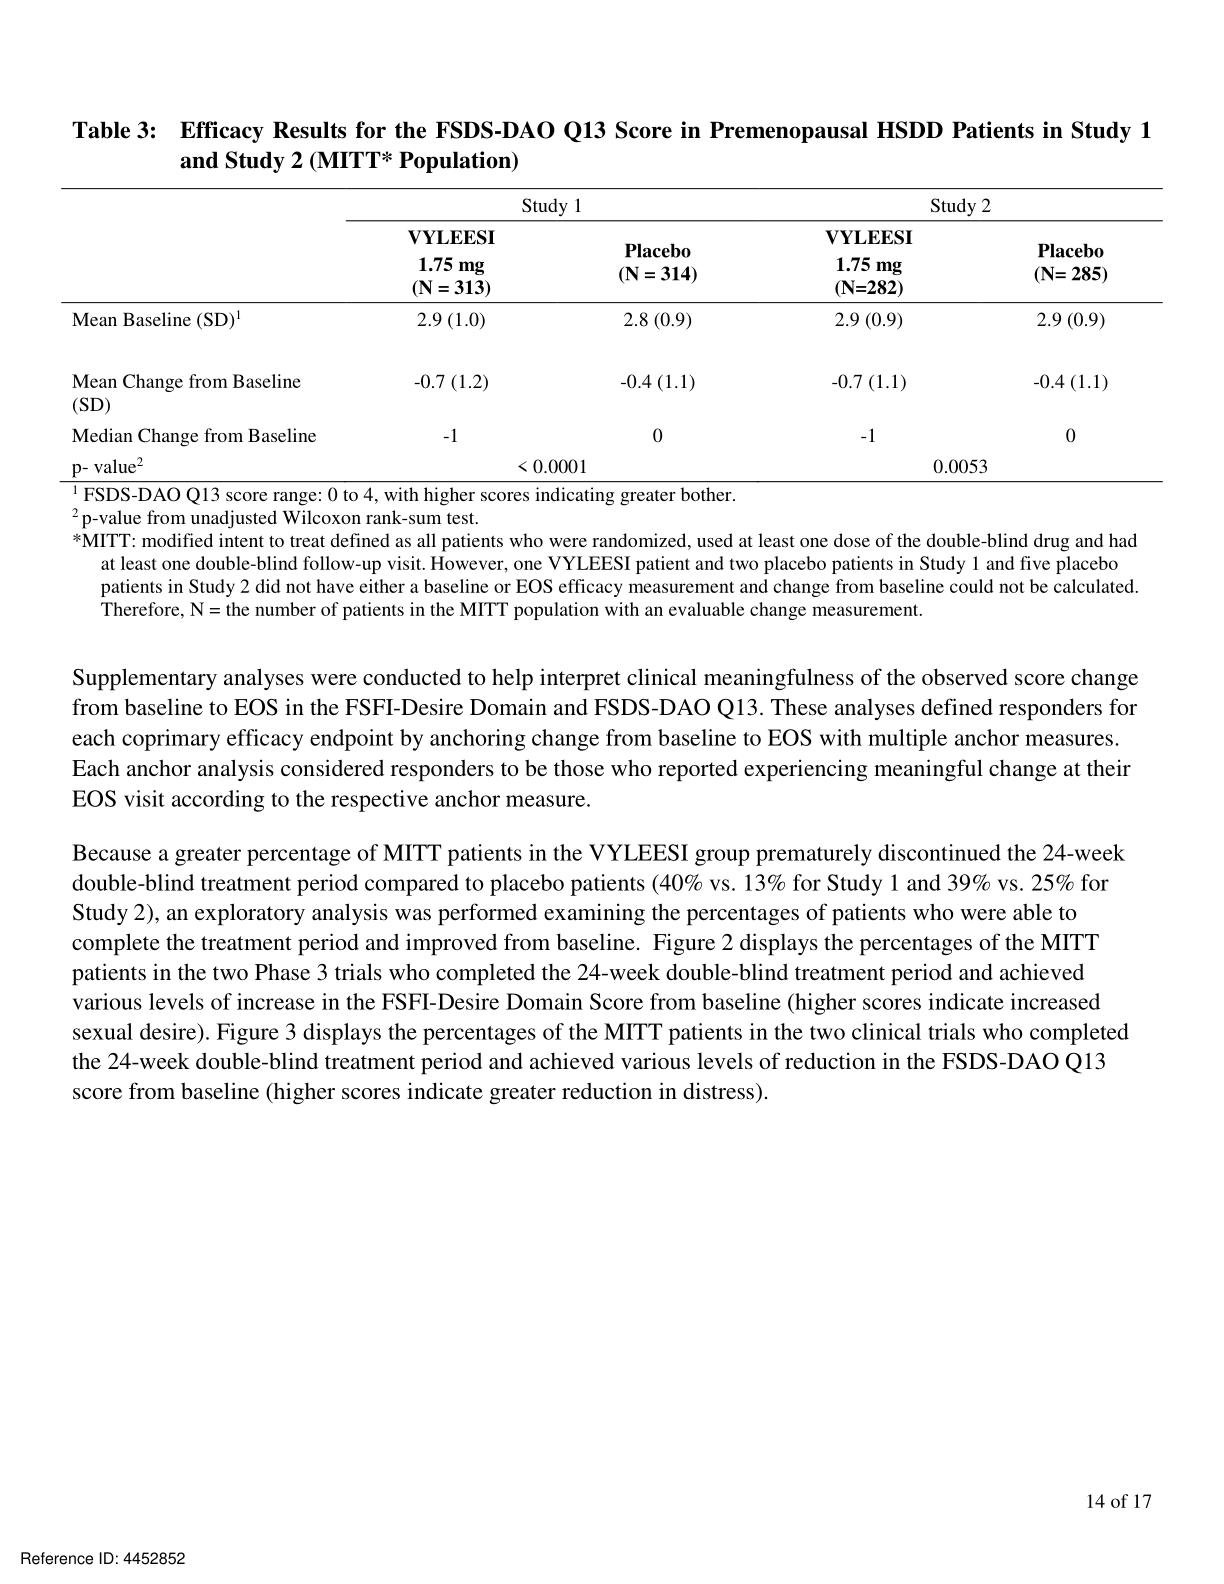 Table 3: Efficacy Results for the FSDS-DAO Q13 Score in Premenopausal HSDD Patients in Study 1
and Study 2 (MITT* Population)
Study 1 Study 2
VYLEESI
1.75 mg
(N = 313)
Placebo
(N = 314)
VYLEESI
1.75 mg
(N=282)
Placebo
(N= 285)
Mean Baseline (SD)1 2.9 (1.0) 2.8 (0.9) 2.9 (0.9) 2.9 (0.9)
Mean Change from Baseline -0.7 (1.2) -0.4 (1.1) -0.7 (1.1) -0.4 (1.1)
(SD)
Median Change from Baseline -1 0 -1 0
p- value2 < 0.0001 0.0053
1 FSDS-DAO Q13 score range: 0 to 4, with higher scores indicating greater bother.
2 p-value from unadjusted Wilcoxon rank-sum test.
*MITT: modified intent to treat defined as all patients who were randomized, used at least one dose of the double-blind drug and had
at least one double-blind follow-up visit. However, one VYLEESI patient and two placebo patients in Study 1 and five placebo
patients in Study 2 did not have either a baseline or EOS efficacy measurement and change from baseline could not be calculated.
Therefore, N = the number of patients in the MITT population with an evaluable change measurement.
Supplementary analyses were conducted to help interpret clinical meaningfulness of the observed score change
from baseline to EOS in the FSFI-Desire Domain and FSDS-DAO Q13. These analyses defined responders for
each coprimary efficacy endpoint by anchoring change from baseline to EOS with multiple anchor measures.
Each anchor analysis considered responders to be those who reported experiencing meaningful change at their
EOS visit according to the respective anchor measure.
Because a greater percentage of MITT patients in the VYLEESI group prematurely discontinued the 24-week
double-blind treatment period compared to placebo patients (40% vs. 13% for Study 1 and 39% vs. 25% for
Study 2), an exploratory analysis was performed examining the percentages of patients who were able to
complete the treatment period and improved from baseline. Figure 2 displays the percentages of the MITT
patients in the two Phase 3 trials who completed the 24-week double-blind treatment period and achieved
various levels of increase in the FSFI-Desire Domain Score from baseline (higher scores indicate increased
sexual desire). Figure 3 displays the percentages of the MITT patients in the two clinical trials who completed
the 24-week double-blind treatment period and achieved various levels of reduction in the FSDS-DAO Q13
score from baseline (higher scores indicate greater reduction in distress).
14 of 17
Reference ID: 4452852